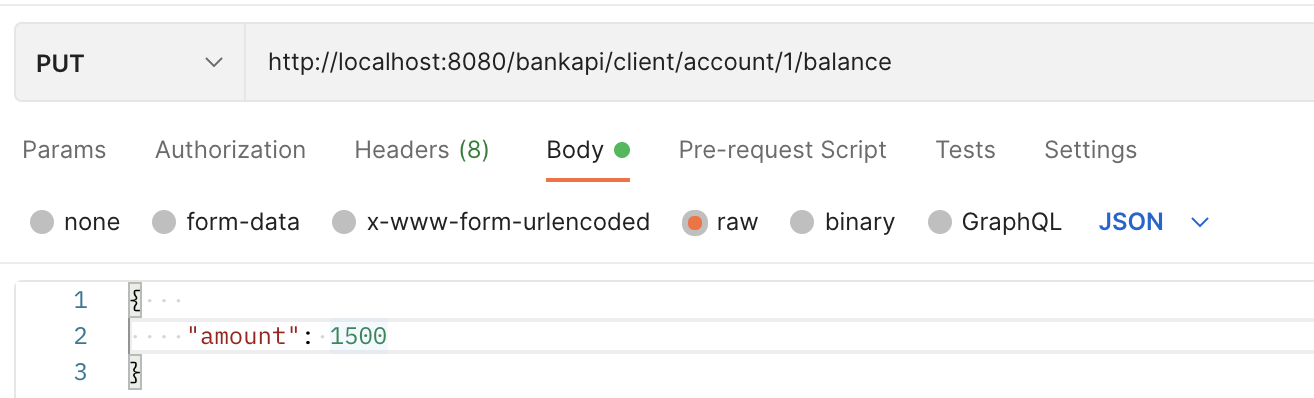 PUT http://localhost:8080/bankapi/client/account/1/balance
Params Authorization Headers (8) Body Pre-request Script Tests Settings
none form-data x-www-form-urlencoded raw binary GraphQL JSON
1 {
2 "amount": 1500
3 }